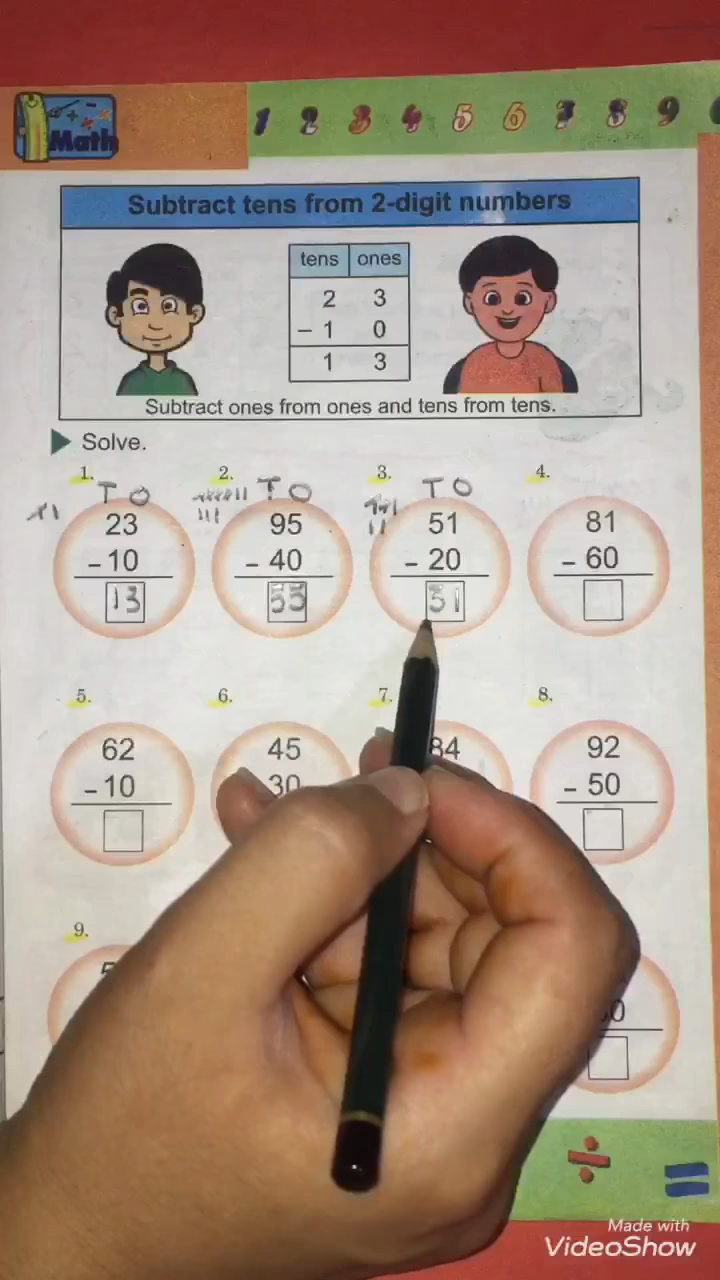 Math
1 2 3 4 5 6 7 8 9
Subtract tens from 2-digit numbers
tens ones
2 3
– 1 0
1 3
Subtract ones from ones and tens from tens.
Solve.
1. 2. 3. 4.
T O T O T O
23 95 51 81
– 10 – 40 – 20 – 60
13 55 31
5. 6. 7. 8.
62 45 84 92
– 10 30 – 50
9.
÷ =
Made with
VideoShow